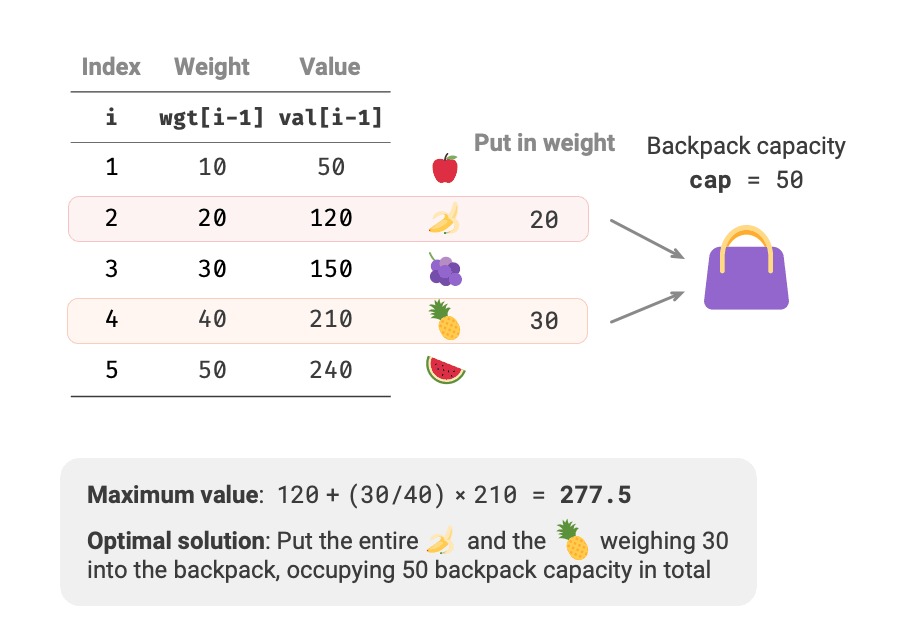 Index Weight Value
i wgt[i-1] val[i-1]
Put in weight
Backpack capacity
cap = 50
1 10 50
2 20 120 20
3 30 150
4 40 210 30
5 50 240
Maximum value: 120 + (30/40) × 210 = 277.5
Optimal solution: Put the entire and the weighing 30
into the backpack, occupying 50 backpack capacity in total